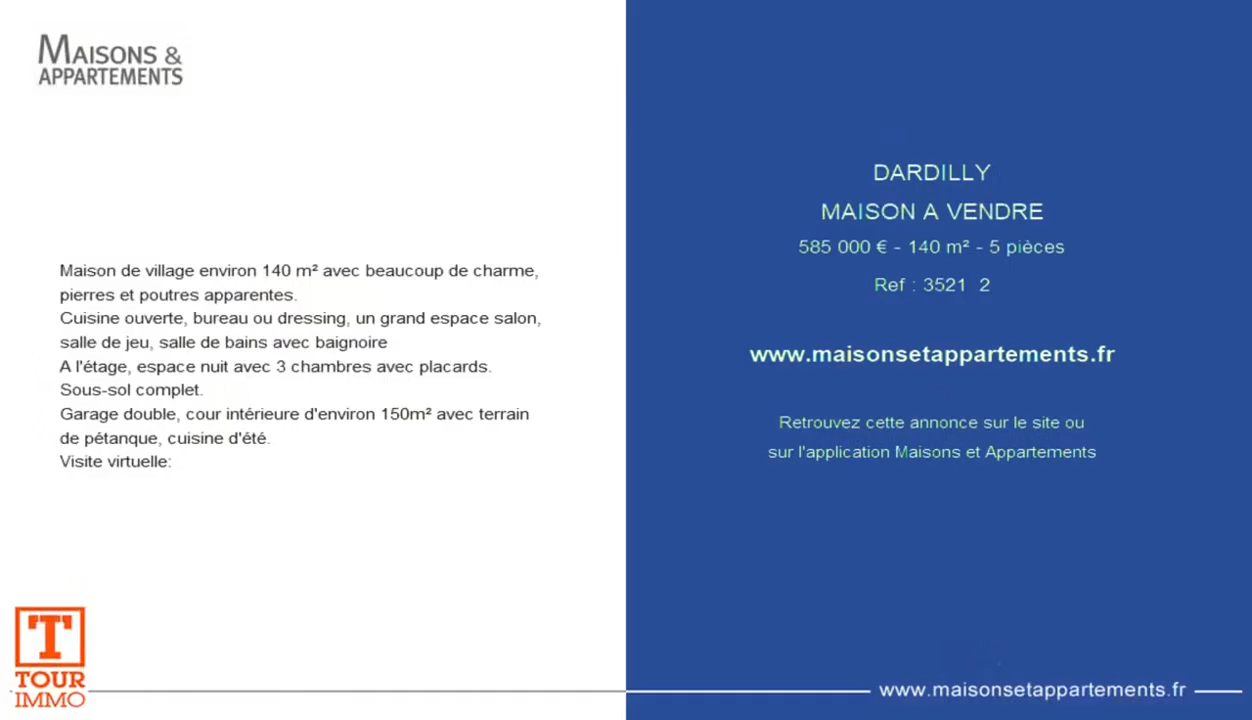 MAISONS &
APPARTEMENTS
Maison de village environ 140 m² avec beaucoup de charme,
pierres et poutres apparentes.
Cuisine ouverte, bureau ou dressing, un grand espace salon,
salle de jeu, salle de bains avec baignoire
A l'étage, espace nuit avec 3 chambres avec placards.
Sous-sol complet.
Garage double, cour intérieure d'environ 150m² avec terrain
de pétanque, cuisine d'été.
Visite virtuelle:
T
TOUR
IMMO
DARDILLY
MAISON A VENDRE
585 000 € - 140 m² - 5 pièces
Ref : 3521 2
www.maisonsetappartements.fr
Retrouvez cette annonce sur le site ou
sur l'application Maisons et Appartements
www.maisonsetappartements.fr